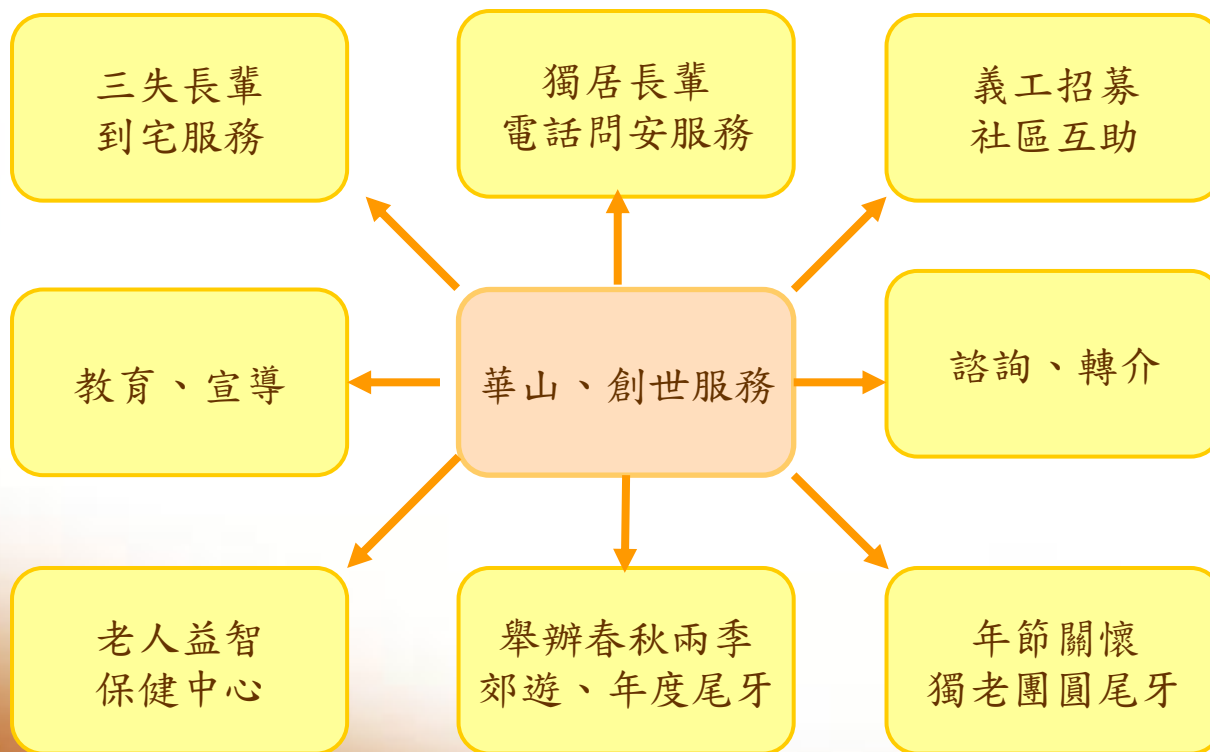 三失長輩
到宅服務
獨居長輩
電話問安服務
義工招募
社區互助
教育、宣導
華山、創世服務
諮詢、轉介
老人益智
保健中心
舉辦春秋兩季
郊遊、年度尾牙
年節關懷
獨老團圓尾牙